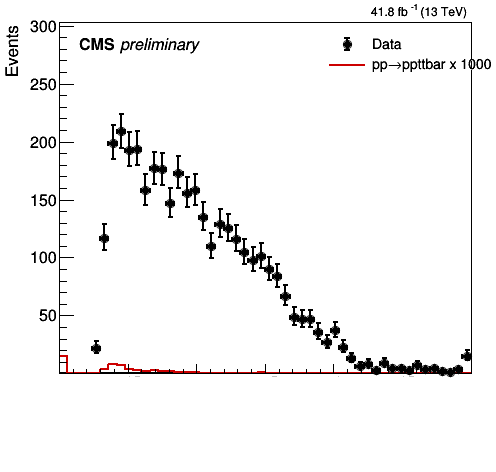 41.8 fb⁻¹ (13 TeV)
Events
300
CMS preliminary
Data
pp→ppttbar x 1000
250
200
150
100
50